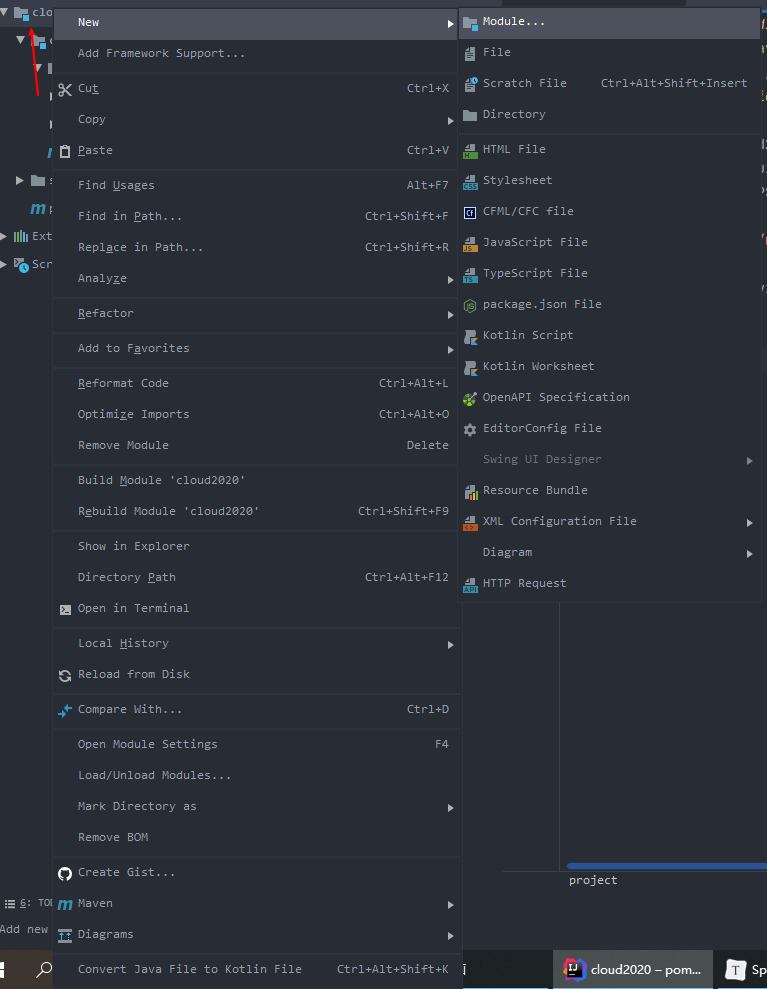 clo
New
Add Framework Support...
Cut Ctrl+X
Copy
Paste Ctrl+V
Find Usages Alt+F7
Find in Path... Ctrl+Shift+F
Replace in Path... Ctrl+Shift+R
Analyze
Refactor
Add to Favorites
Reformat Code Ctrl+Alt+L
Optimize Imports Ctrl+Alt+O
Remove Module Delete
Build Module 'cloud2020'
Rebuild Module 'cloud2020' Ctrl+Shift+F9
Show in Explorer
Directory Path Ctrl+Alt+F12
Open in Terminal
Local History
Reload from Disk
Compare With... Ctrl+D
Open Module Settings F4
Load/Unload Modules...
Mark Directory as
Remove BOM
Create Gist...
Maven
Diagrams
Convert Java File to Kotlin File Ctrl+Alt+Shift+K
Module...
File
Scratch File Ctrl+Alt+Shift+Insert
Directory
HTML File
Stylesheet
CFML/CFC file
JavaScript File
TypeScript File
package.json File
Kotlin Script
Kotlin Worksheet
OpenAPI Specification
EditorConfig File
Swing UI Designer
Resource Bundle
XML Configuration File
Diagram
HTTP Request
Ext
Scr
project
6: TOD
Add new
cloud2020 – pom...
Sp